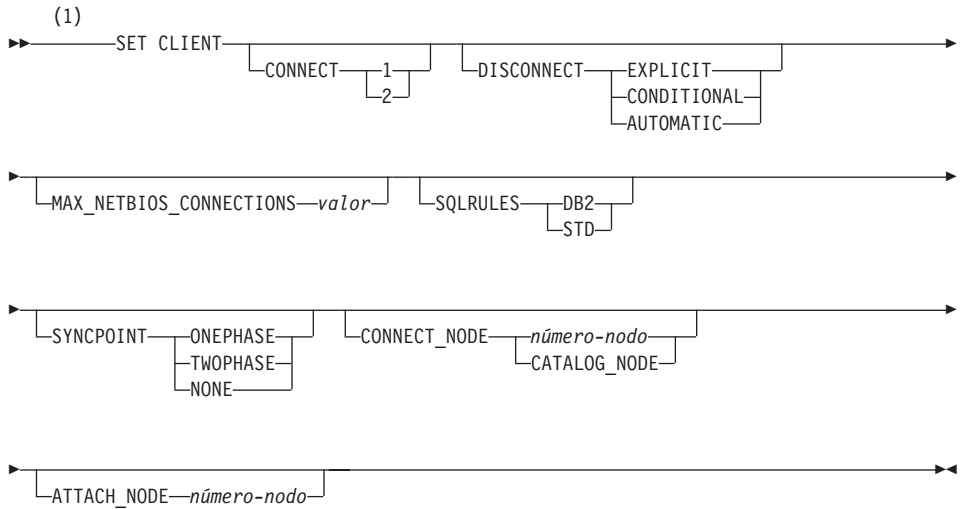 (1)
SET CLIENT CONNECT 1 DISCONNECT EXPLICIT
2 CONDITIONAL
AUTOMATIC
MAX_NETBIOS_CONNECTIONS valor SQLRULES DB2
STD
SYNCPOINT ONEPHASE CONNECT_NODE número-nodo
TWOPHASE CATALOG_NODE
NONE
ATTACH_NODE número-nodo